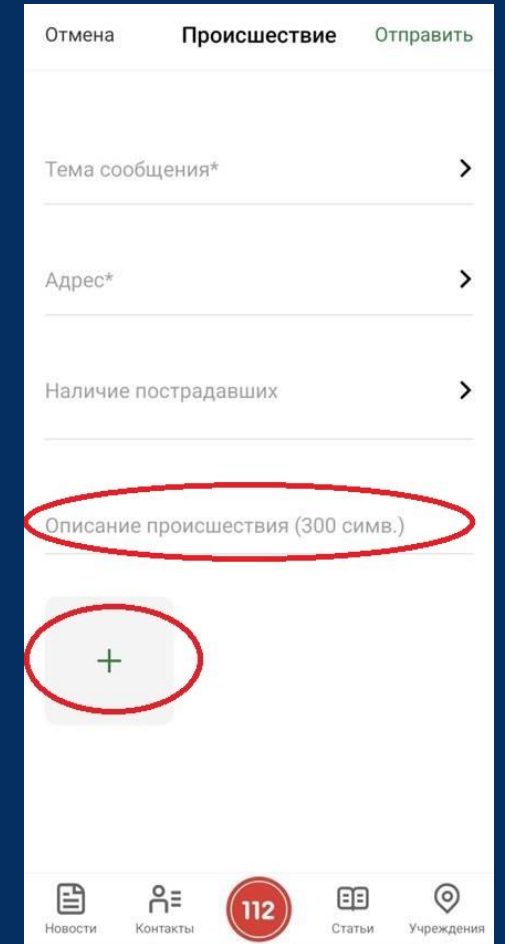 Отмена Происшествие Отправить
Тема сообщения*
Адрес*
Наличие пострадавших
Описание происшествия (300 симв.)
+
112
Новости Контакты Статьи Учреждения